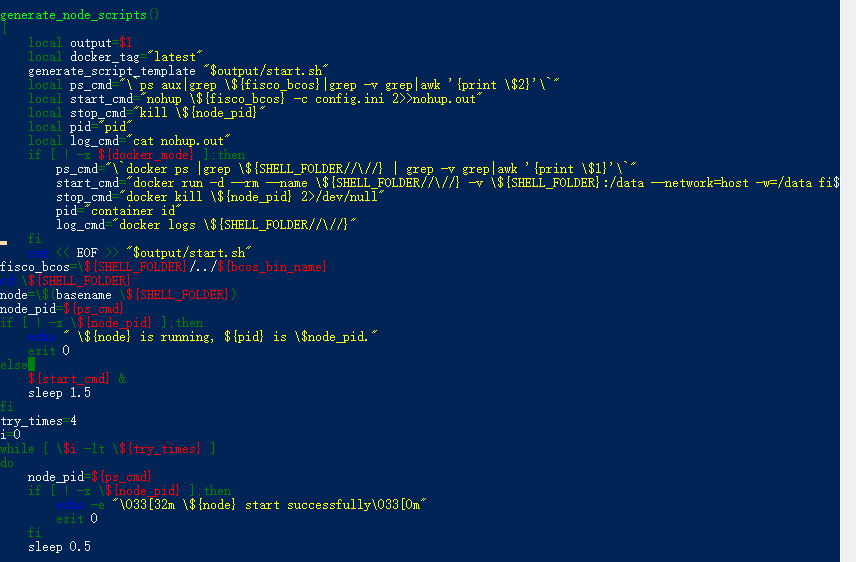 generate_node_scripts()
{
    local output=$1
    local docker_tag="latest"
    generate_script_template "$output/start.sh"
    local ps_cmd="\`ps aux|grep \${fisco_bcos}|grep -v grep|awk '{print \$2}'\`"
    local start_cmd="nohup \${fisco_bcos} -c config.ini 2>>nohup.out"
    local stop_cmd="kill \${node_pid}"
    local pid="pid"
    local log_cmd="cat nohup.out"
    if [ ! -z ${docker_mode} ];then
        ps_cmd="\`docker ps |grep \${SHELL_FOLDER//\//} | grep -v grep|awk '{print \$1}'\`"
        start_cmd="docker run -d --rm --name \${SHELL_FOLDER//\//} -v \${SHELL_FOLDER}:/data --network=host -w=/data fi$
        stop_cmd="docker kill \${node_pid} 2>/dev/null"
        pid="container id"
        log_cmd="docker logs \${SHELL_FOLDER//\//}"
    fi
    cat << EOF >> "$output/start.sh"
fisco_bcos=\${SHELL_FOLDER}/../${bcos_bin_name}
cd \${SHELL_FOLDER}
node=\$(basename \${SHELL_FOLDER})
node_pid=${ps_cmd}
if [ ! -z \${node_pid} ];then
    echo " \${node} is running, ${pid} is \$node_pid."
    exit 0
else
    ${start_cmd} &
    sleep 1.5
fi
try_times=4
i=0
while [ \$i -lt \${try_times} ]
do
    node_pid=${ps_cmd}
    if [ ! -z \${node_pid} ];then
        echo -e "\033[32m \${node} start successfully\033[0m"
        exit 0
    fi
    sleep 0.5